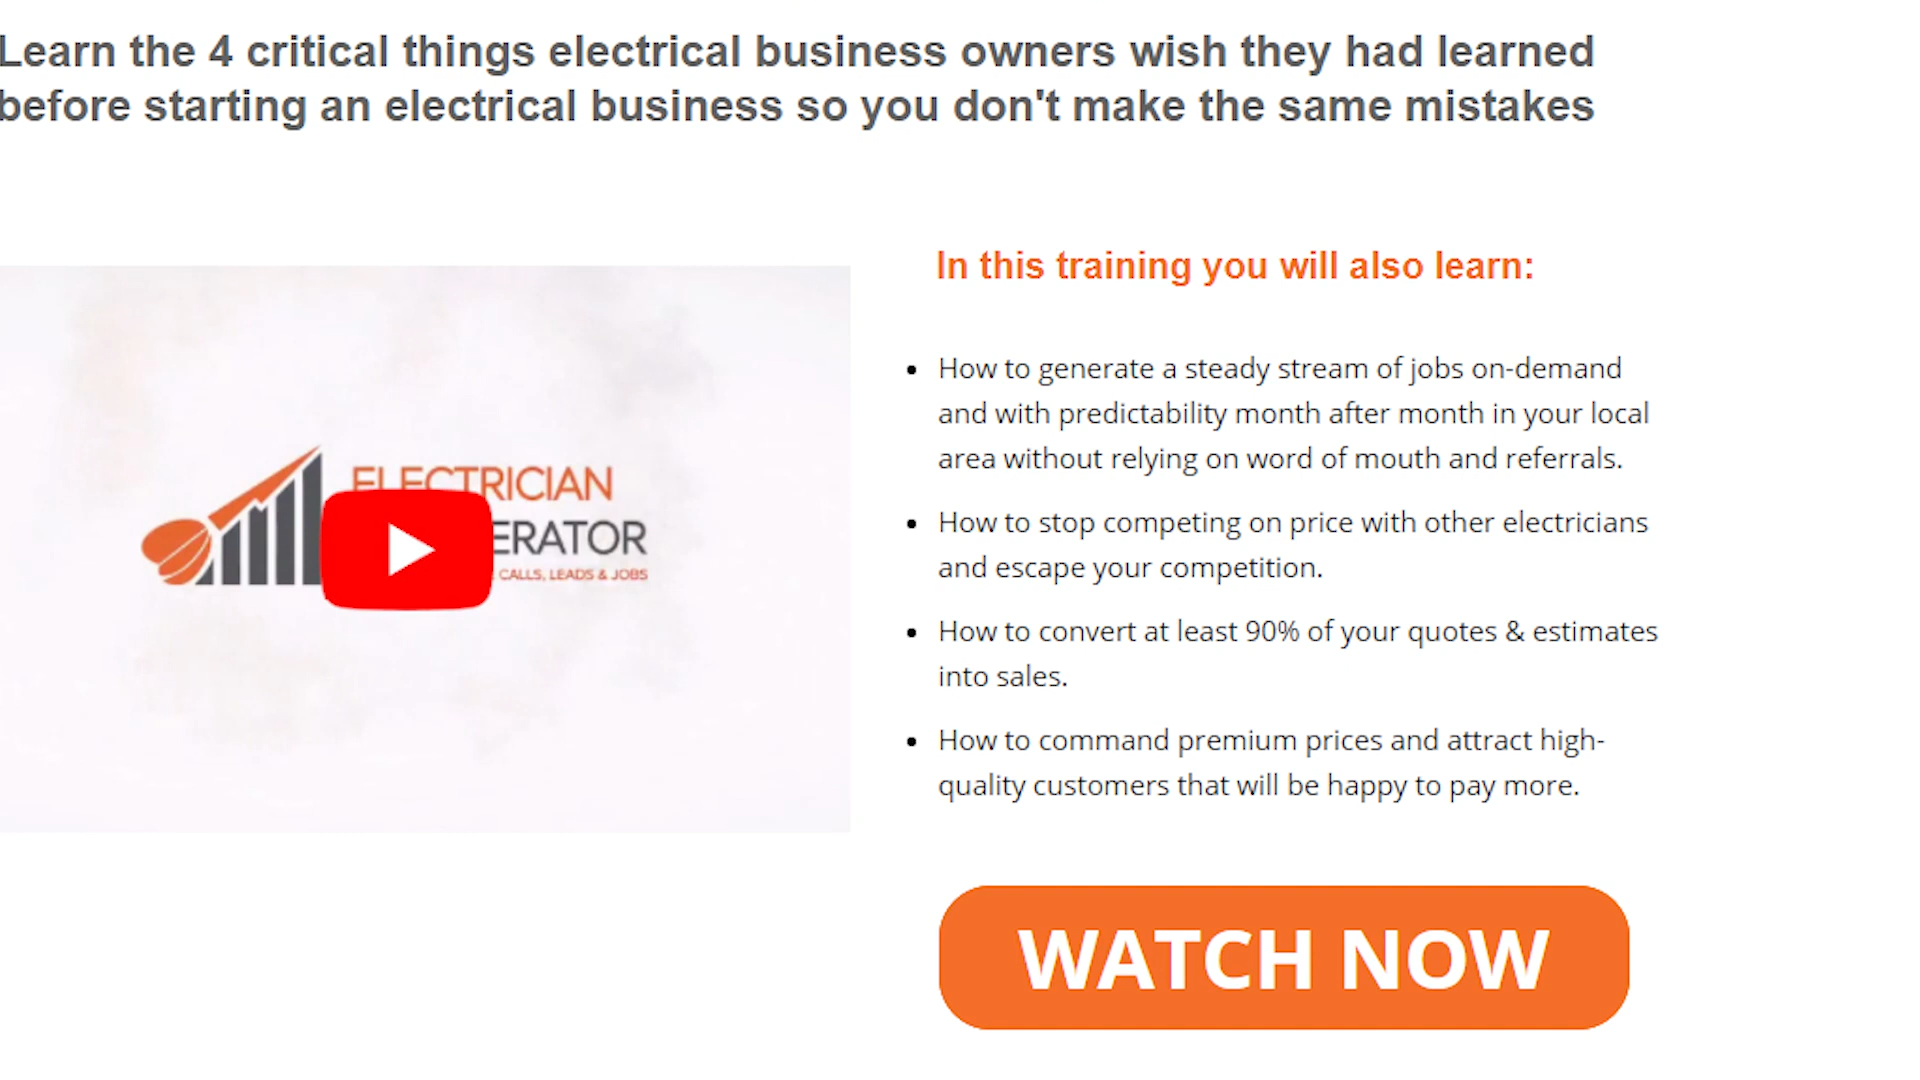 Learn the 4 critical things electrical business owners wish they had learned
before starting an electrical business so you don't make the same mistakes
In this training you will also learn:
ELECTRICIAN
ERATOR
CALLS, LEADS & JOBS
• How to generate a steady stream of jobs on-demand
and with predictability month after month in your local
area without relying on word of mouth and referrals.
• How to stop competing on price with other electricians
and escape your competition.
• How to convert at least 90% of your quotes & estimates
into sales.
• How to command premium prices and attract high-
quality customers that will be happy to pay more.
WATCH NOW